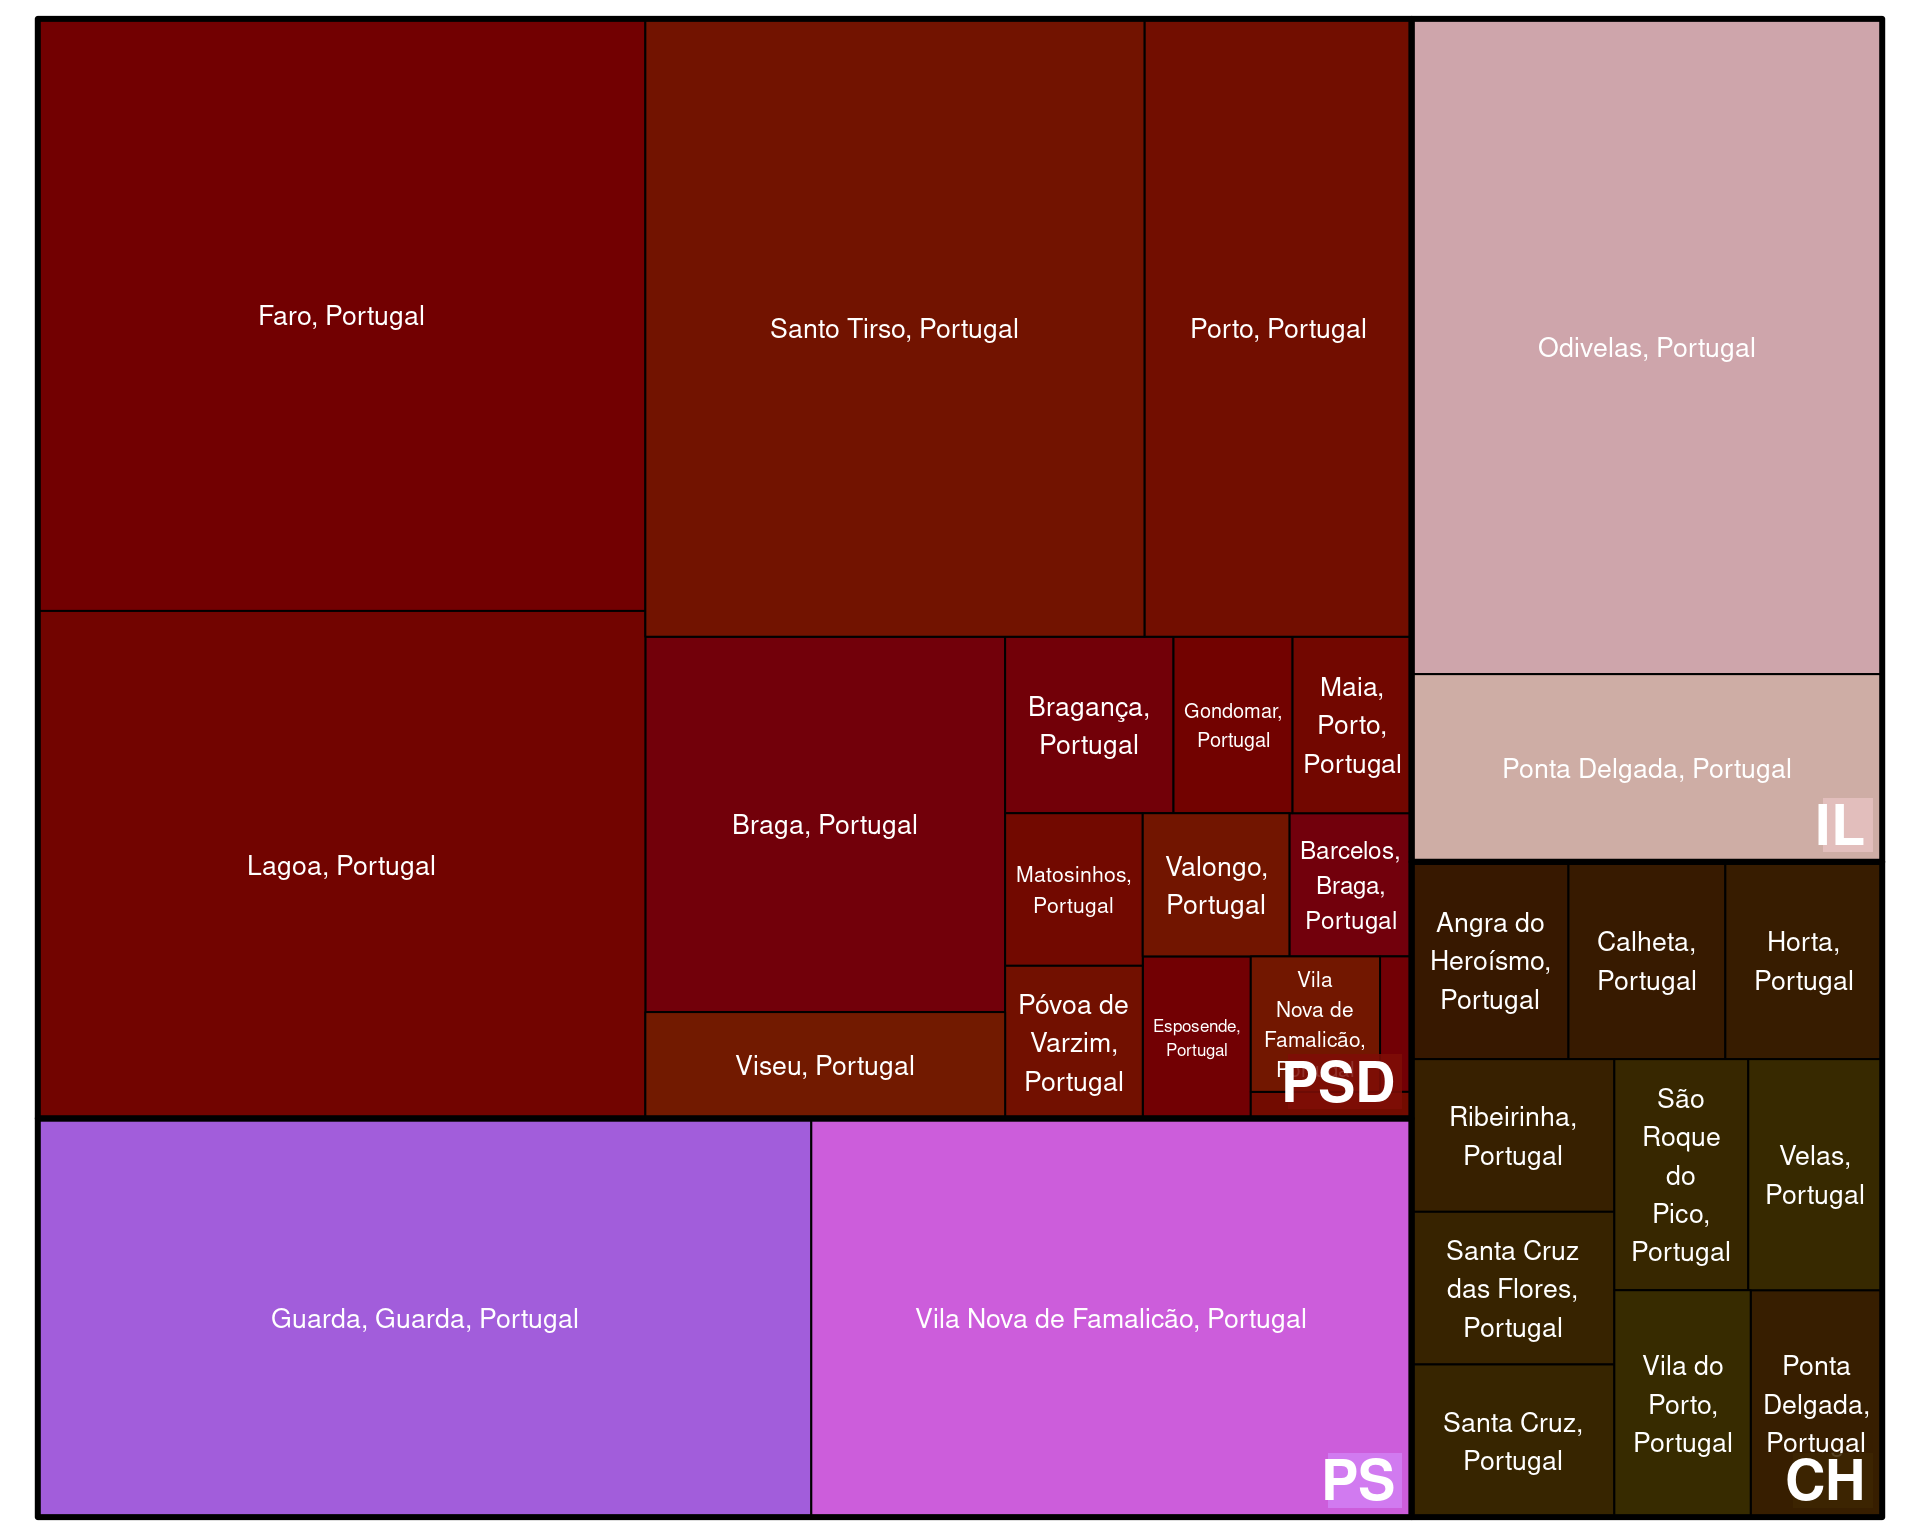 Faro, Portugal
Lagoa, Portugal
Santo Tirso, Portugal
Porto, Portugal
Braga, Portugal
Viseu, Portugal
Bragança,
Portugal
Gondomar,
Portugal
Maia,
Porto,
Portugal
Matosinhos,
Portugal
Valongo,
Portugal
Barcelos,
Braga,
Portugal
Póvoa de
Varzim,
Portugal
Esposende,
Portugal
Vila
Nova de
Famalicão,
PSD
Guarda, Guarda, Portugal
Vila Nova de Famalicão, Portugal
PS
Odivelas, Portugal
Ponta Delgada, Portugal
IL
Angra do
Heroísmo,
Portugal
Calheta,
Portugal
Horta,
Portugal
Ribeirinha,
Portugal
Santa Cruz
das Flores,
Portugal
Santa Cruz,
Portugal
São
Roque
do
Pico,
Portugal
Velas,
Portugal
Vila do
Porto,
Portugal
Ponta
Delgada,
Portugal
CH